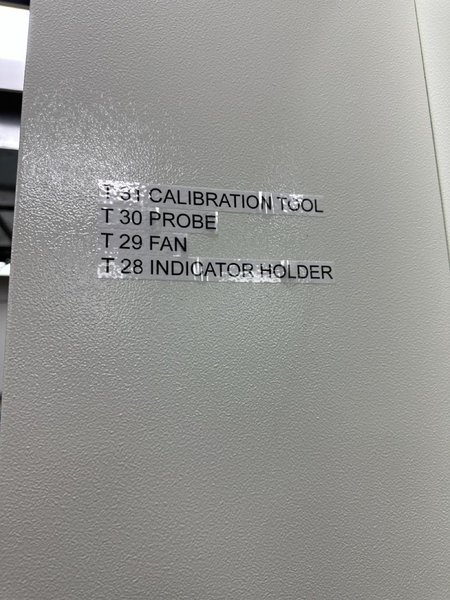 T 31 CALIBRATION TOOL
T 30 PROBE
T 29 FAN
T 28 INDICATOR HOLDER